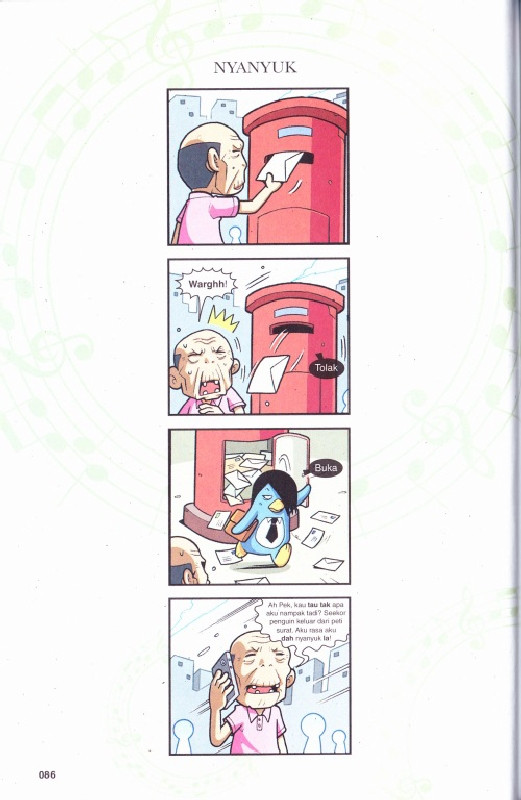 NYANYUK
Warghh!
Tolak
Buka
Ah Pek, kau tau tak apa
aku nampak tadi? Seekor
penguin keluar dari peti
surat. Aku rasa aku
dah nyanyuk la!
086